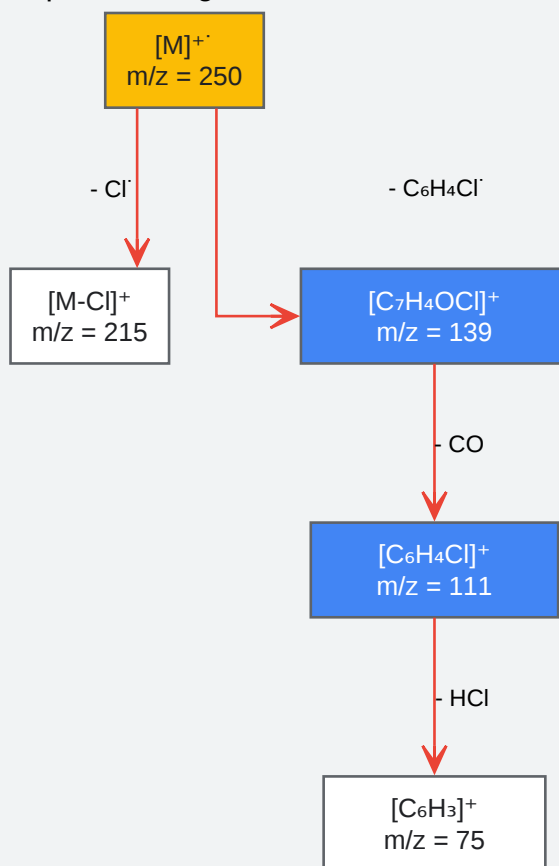 [M]⁺˙
m/z = 250
- Cl˙
- C₆H₄Cl˙
[M-Cl]⁺
m/z = 215
[C₇H₄OCl]⁺
m/z = 139
- CO
[C₆H₄Cl]⁺
m/z = 111
- HCl
[C₆H₃]⁺
m/z = 75